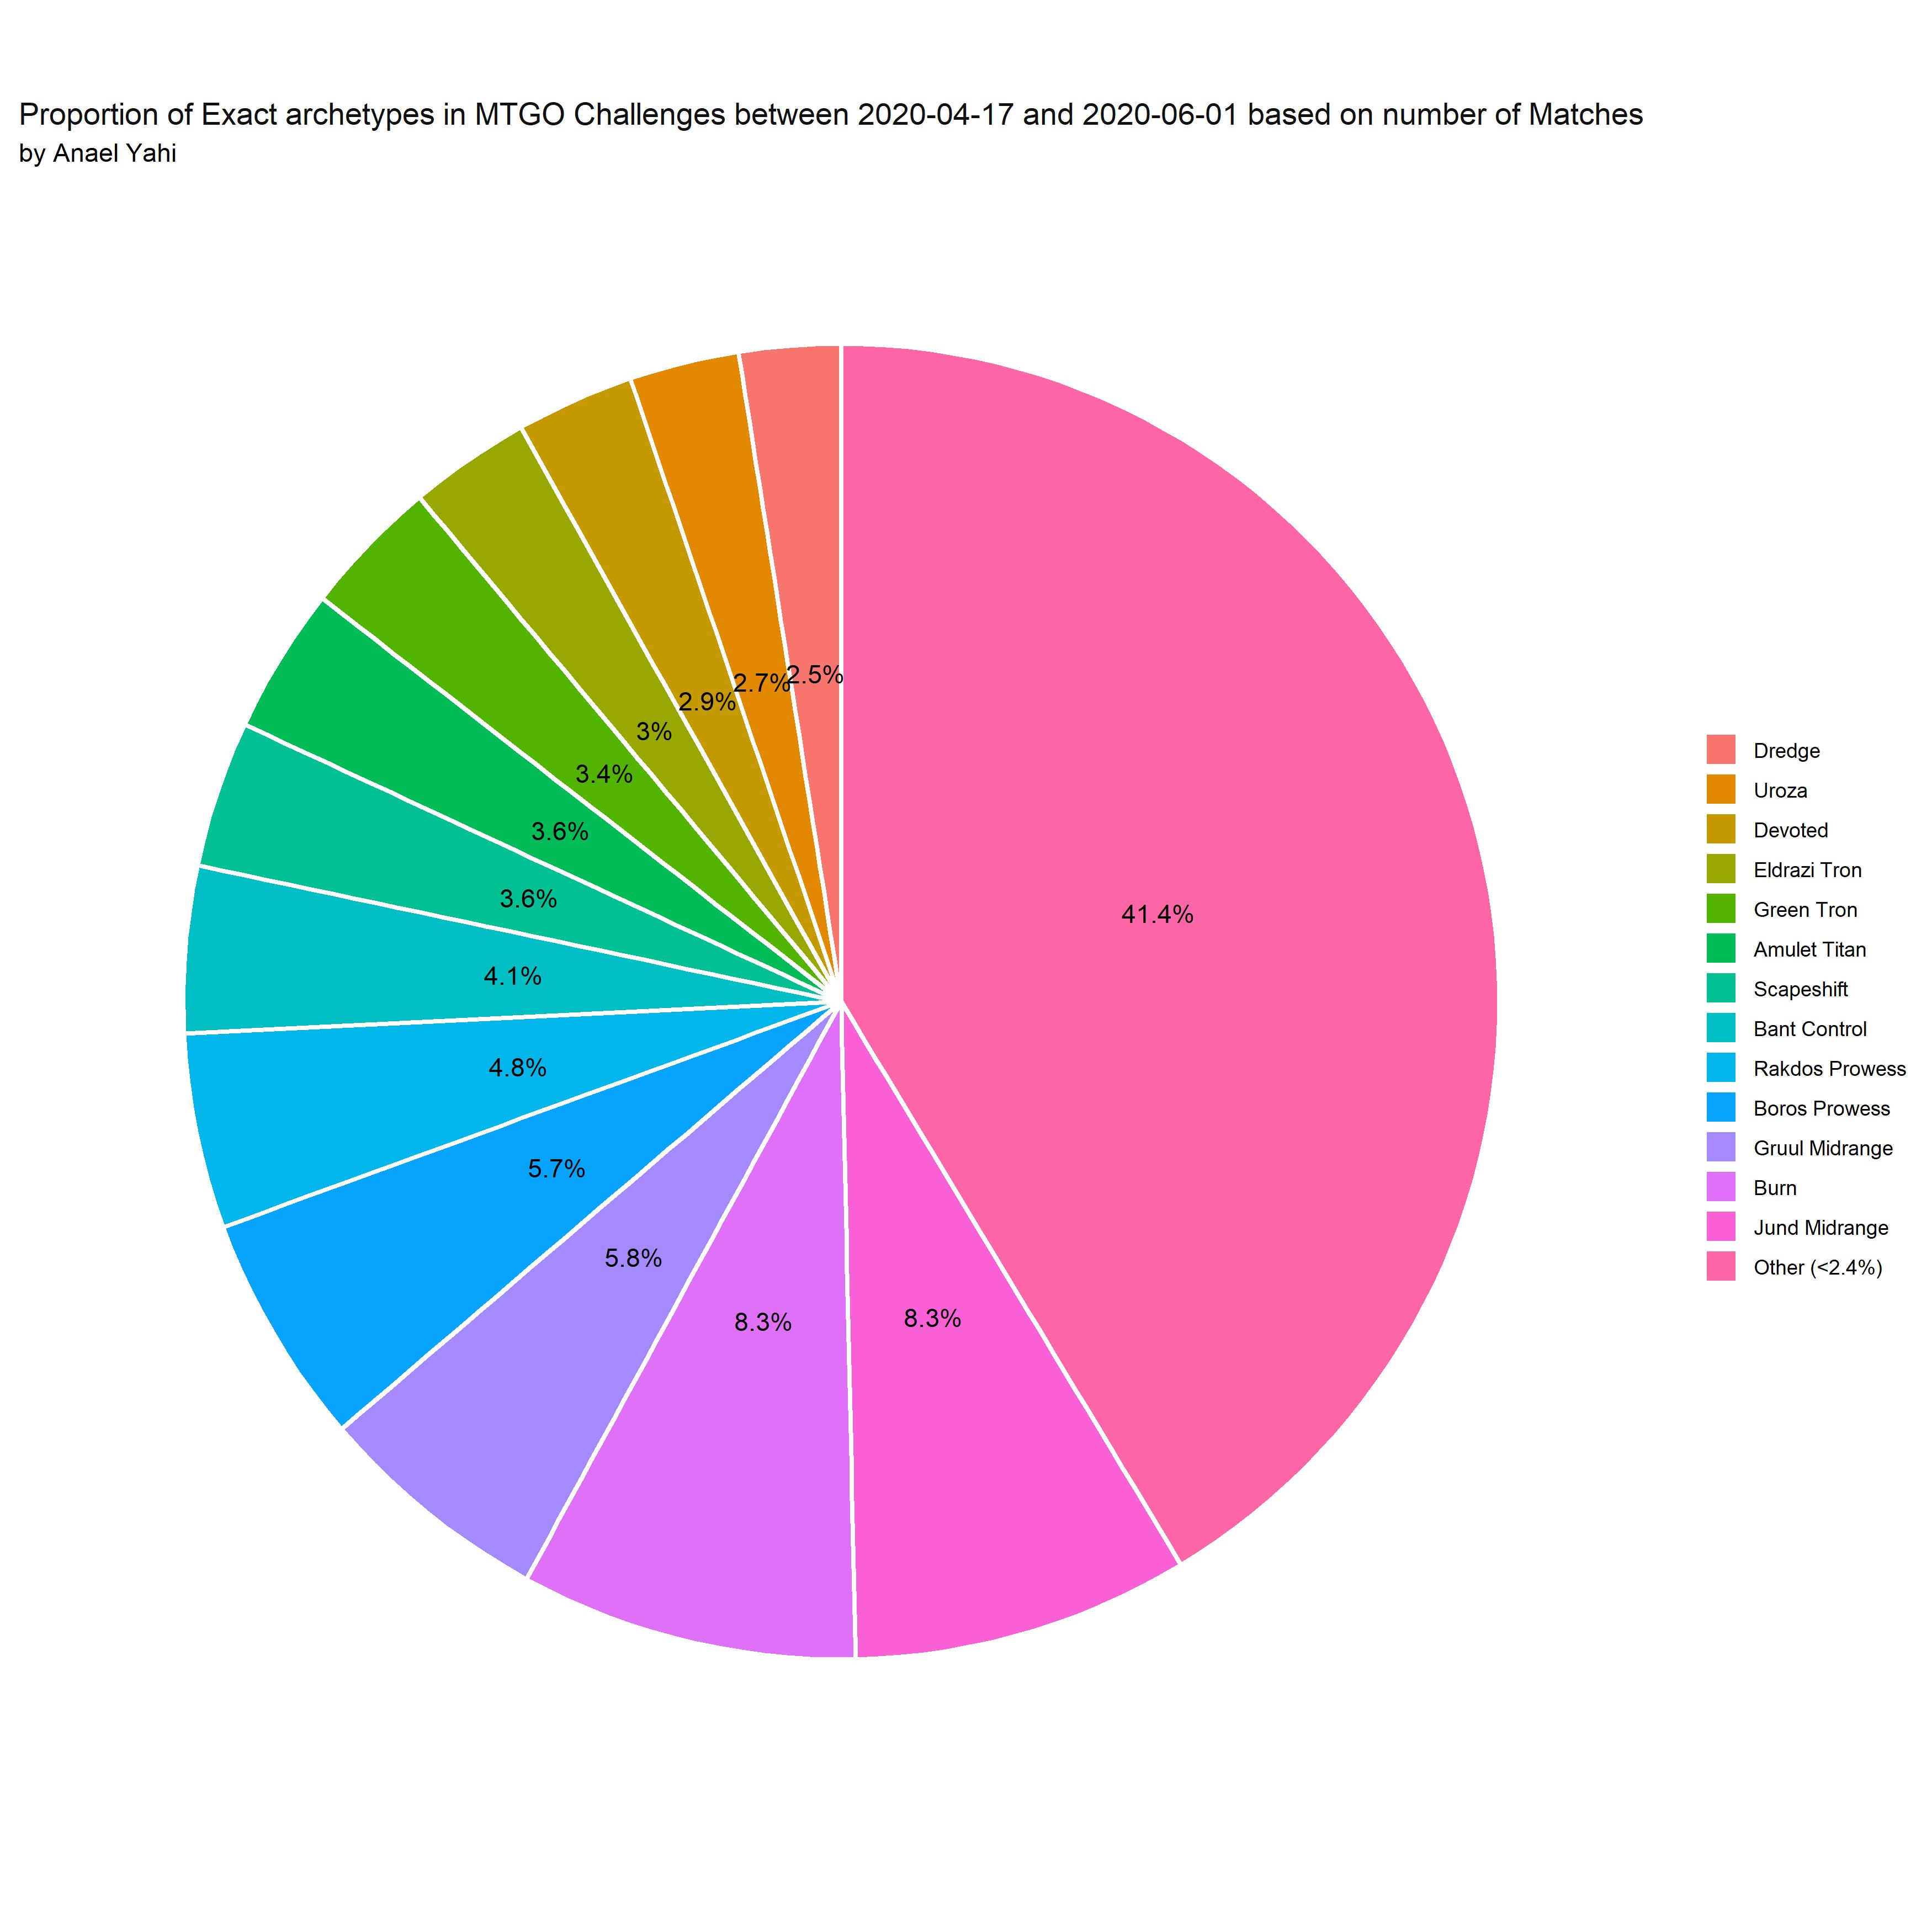 Proportion of Exact archetypes in MTGO Challenges between 2020-04-17 and 2020-06-01 based on number of Matches
by Anael Yahi
2.5%
2.7%
2.9%
3%
3.4%
3.6%
3.6%
4.1%
4.8%
5.7%
5.8%
8.3%
8.3%
41.4%
Dredge
Uroza
Devoted
Eldrazi Tron
Green Tron
Amulet Titan
Scapeshift
Bant Control
Rakdos Prowess
Boros Prowess
Gruul Midrange
Burn
Jund Midrange
Other (<2.4%)